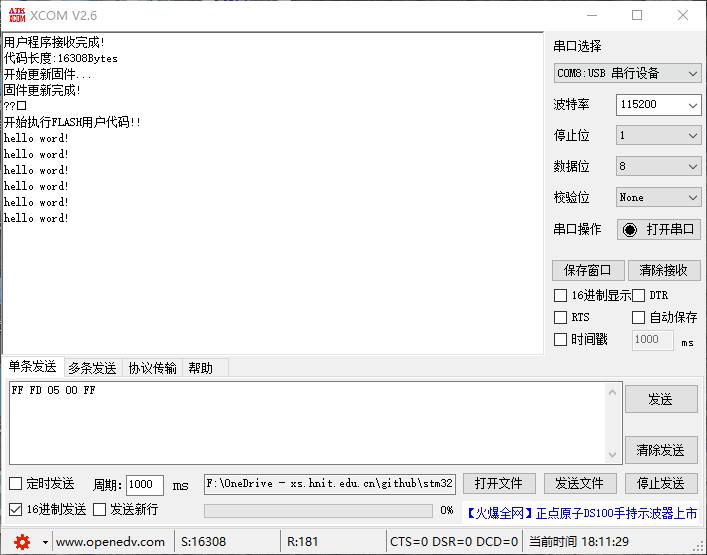 ATK
XCOM
XCOM V2.6
用户程序接收完成!
代码长度:16308Bytes
开始更新固件...
固件更新完成!
??□
开始执行FLASH用户代码!!
hello word!
hello word!
hello word!
hello word!
hello word!
hello word!
串口选择
COM8:USB 串行设备
波特率 115200
停止位 1
数据位 8
校验位 None
串口操作 打开串口
保存窗口 清除接收
16进制显示 DTR
RTS 自动保存
时间戳 1000 ms
单条发送 多条发送 协议传输 帮助
FF FD 05 00 FF
发送
清除发送
定时发送 周期: 1000 ms F:\OneDrive - xs.hnit.edu.cn\github\stm32 打开文件 发送文件 停止发送
16进制发送 发送新行 0% 【火爆全网】正点原子DS100手持示波器上市
www.openedv.com S:16308 R:181 CTS=0 DSR=0 DCD=0 当前时间 18:11:29